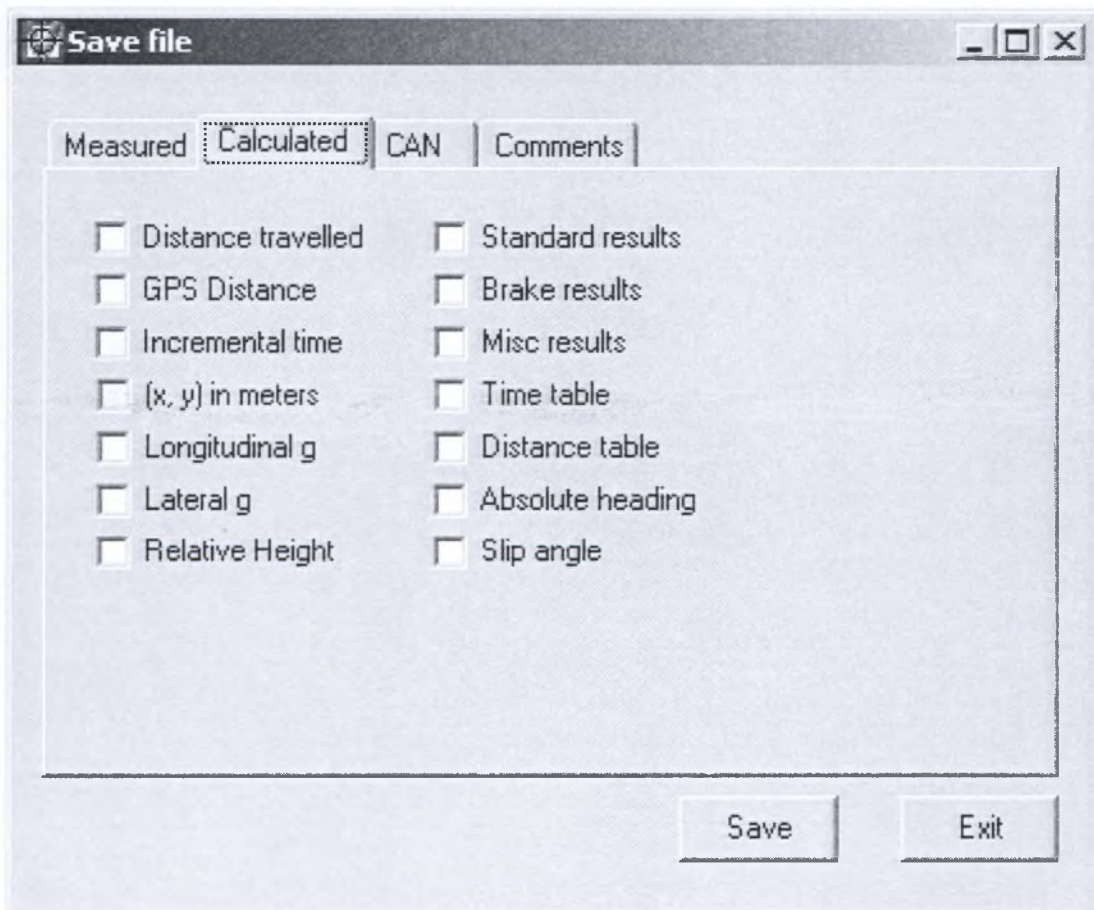 Save file
Measured Calculated CAN Comments
Distance travelled
GPS Distance
Incremental time
(x, y) in meters
Longitudinal g
Lateral g
Relative Height
Standard results
Brake results
Misc results
Time table
Distance table
Absolute heading
Slip angle
Save Exit